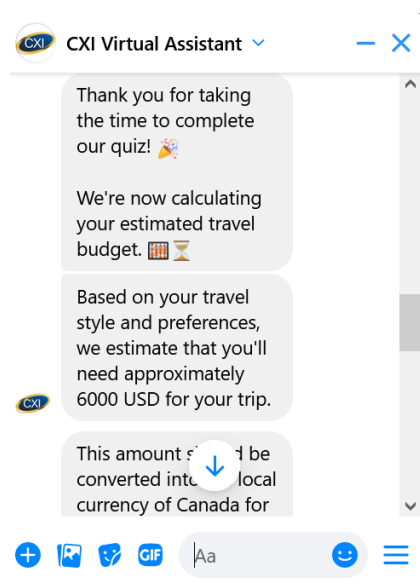 CXI
CXI Virtual Assistant
Thank you for taking
the time to complete
our quiz! 🎉
We're now calculating
your estimated travel
budget. 🧮⏳
Based on your travel
style and preferences,
we estimate that you'll
need approximately
6000 USD for your trip.
CXI
This amount be
converted into local
currency of Canada for
GIF
Aa